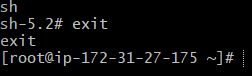 sh
sh-5.2# exit
exit
[root@ip-172-31-27-175 ~]#